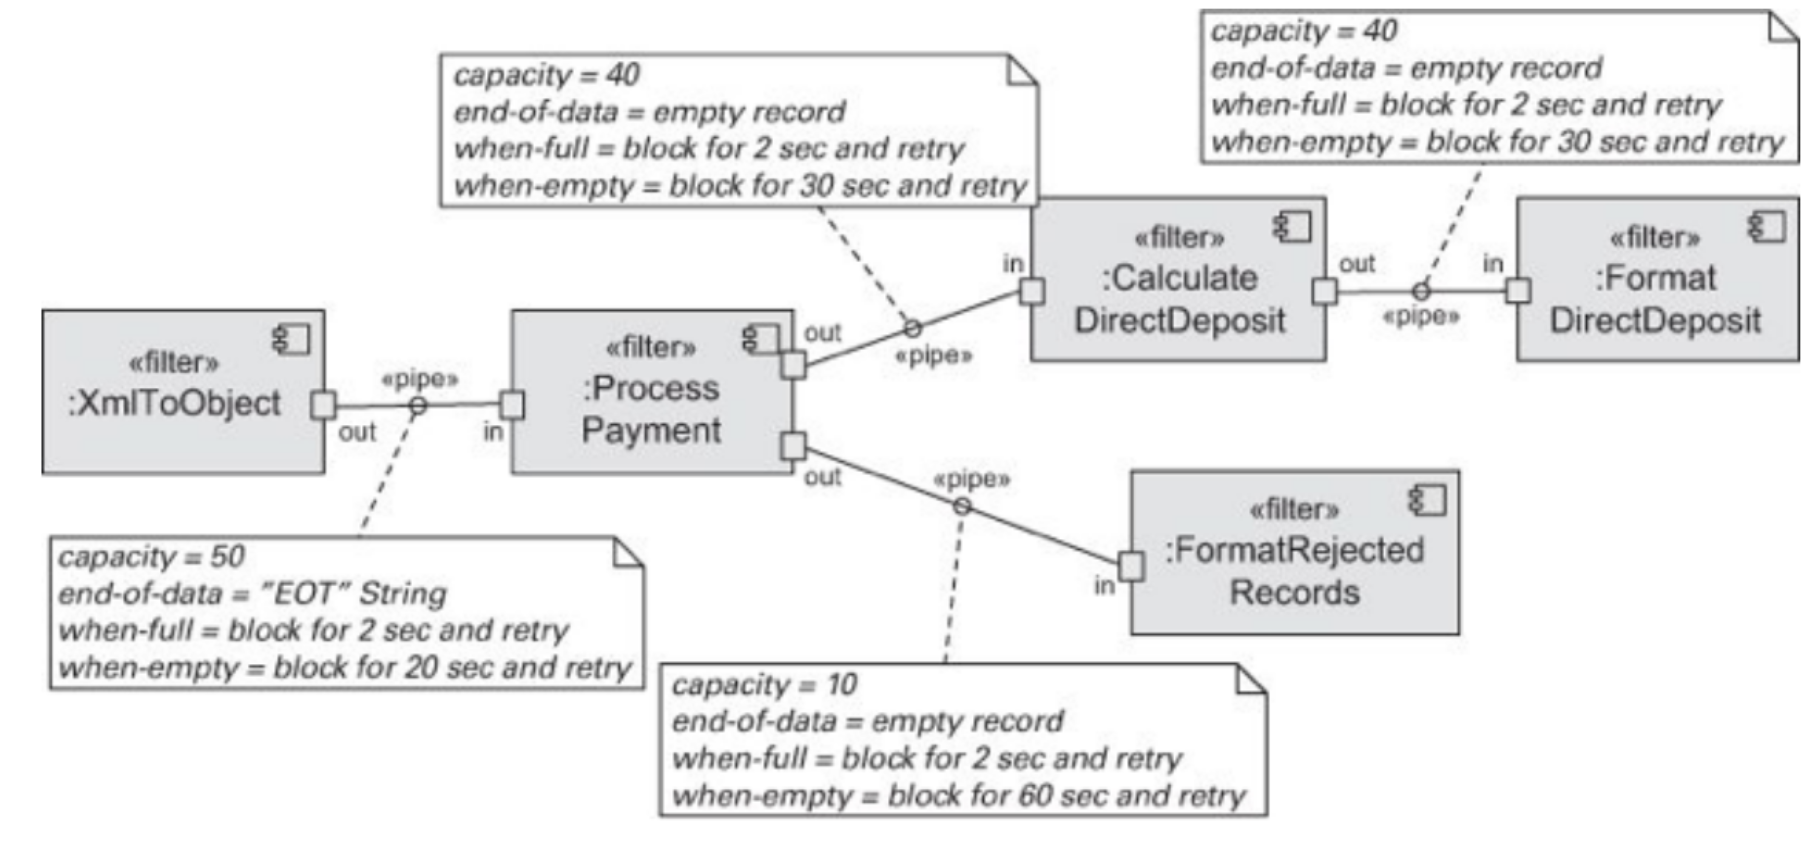 capacity = 40
end-of-data = empty record
when-full = block for 2 sec and retry
when-empty = block for 30 sec and retry
capacity = 40
end-of-data = empty record
when-full = block for 2 sec and retry
when-empty = block for 30 sec and retry
«filter»
:XmlToObject
out
«pipe»
in
«filter»
:Process
Payment
out
«pipe»
in
«filter»
:Calculate
DirectDeposit
out
«pipe»
in
«filter»
:Format
DirectDeposit
out
«pipe»
in
«filter»
:FormatRejected
Records
capacity = 50
end-of-data = "EOT" String
when-full = block for 2 sec and retry
when-empty = block for 20 sec and retry
capacity = 10
end-of-data = empty record
when-full = block for 2 sec and retry
when-empty = block for 60 sec and retry